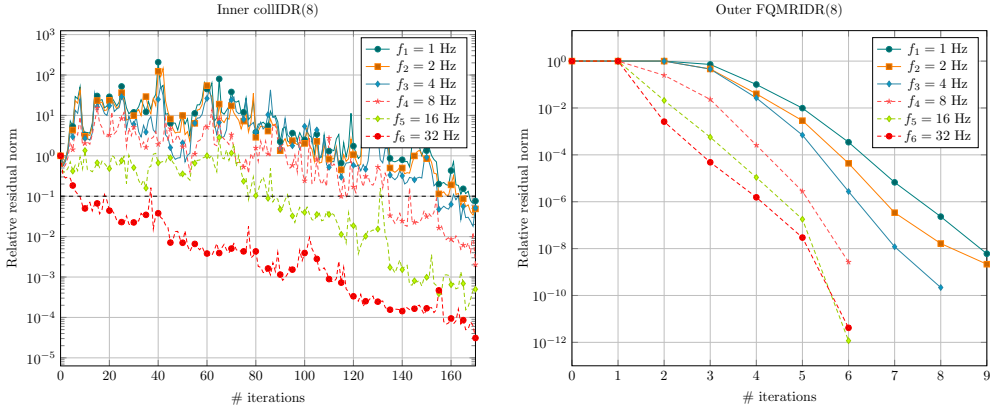 Inner collIDR(8)
Relative residual norm
10^3
10^2
10^1
10^0
10^−1
10^−2
10^−3
10^−4
10^−5
0 20 40 60 80 100 120 140 160
# iterations
f_1 = 1 Hz
f_2 = 2 Hz
f_3 = 4 Hz
f_4 = 8 Hz
f_5 = 16 Hz
f_6 = 32 Hz
Outer FQMRIDR(8)
Relative residual norm
10^0
10^−2
10^−4
10^−6
10^−8
10^−10
10^−12
0 1 2 3 4 5 6 7 8 9
# iterations
f_1 = 1 Hz
f_2 = 2 Hz
f_3 = 4 Hz
f_4 = 8 Hz
f_5 = 16 Hz
f_6 = 32 Hz